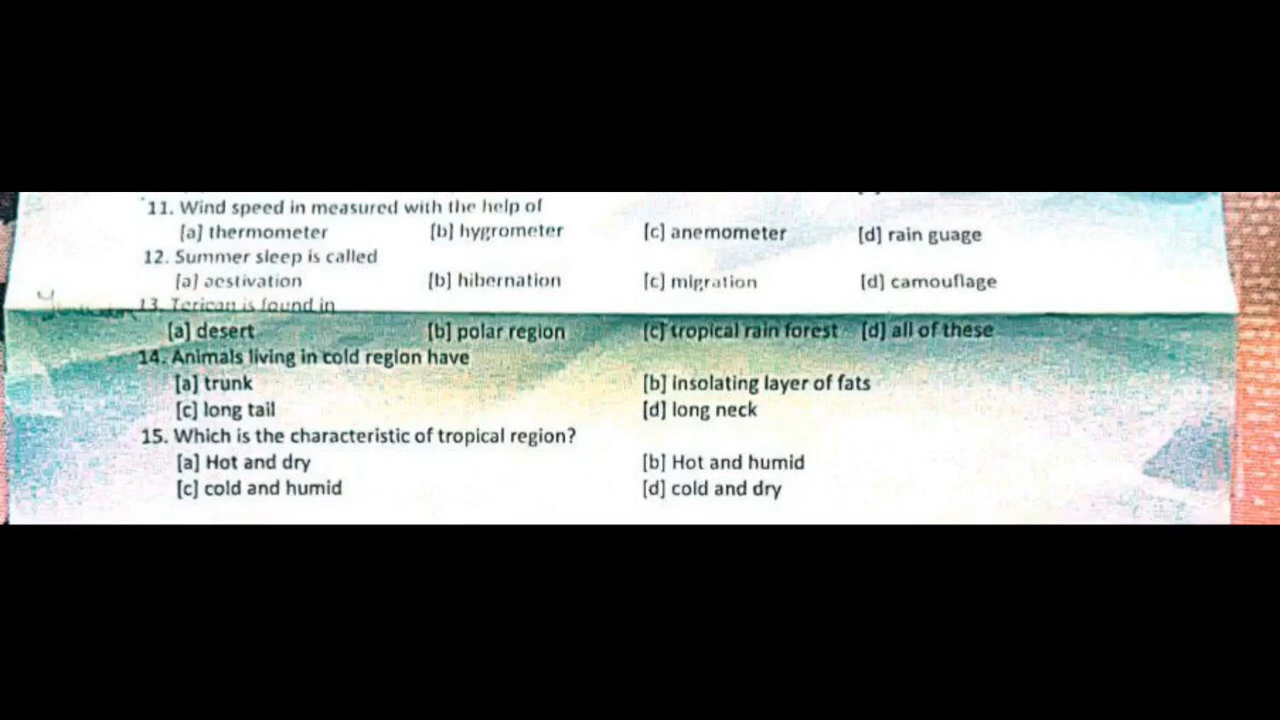 11. Wind speed in measured with the help of
[a] thermometer [b] hygrometer [c] anemometer [d] rain guage
12. Summer sleep is called
[a] aestivation [b] hibernation [c] migration [d] camouflage
13. Terican is found in
[a] desert [b] polar region [c] tropical rain forest [d] all of these
14. Animals living in cold region have
[a] trunk [b] insolating layer of fats
[c] long tail [d] long neck
15. Which is the characteristic of tropical region?
[a] Hot and dry [b] Hot and humid
[c] cold and humid [d] cold and dry